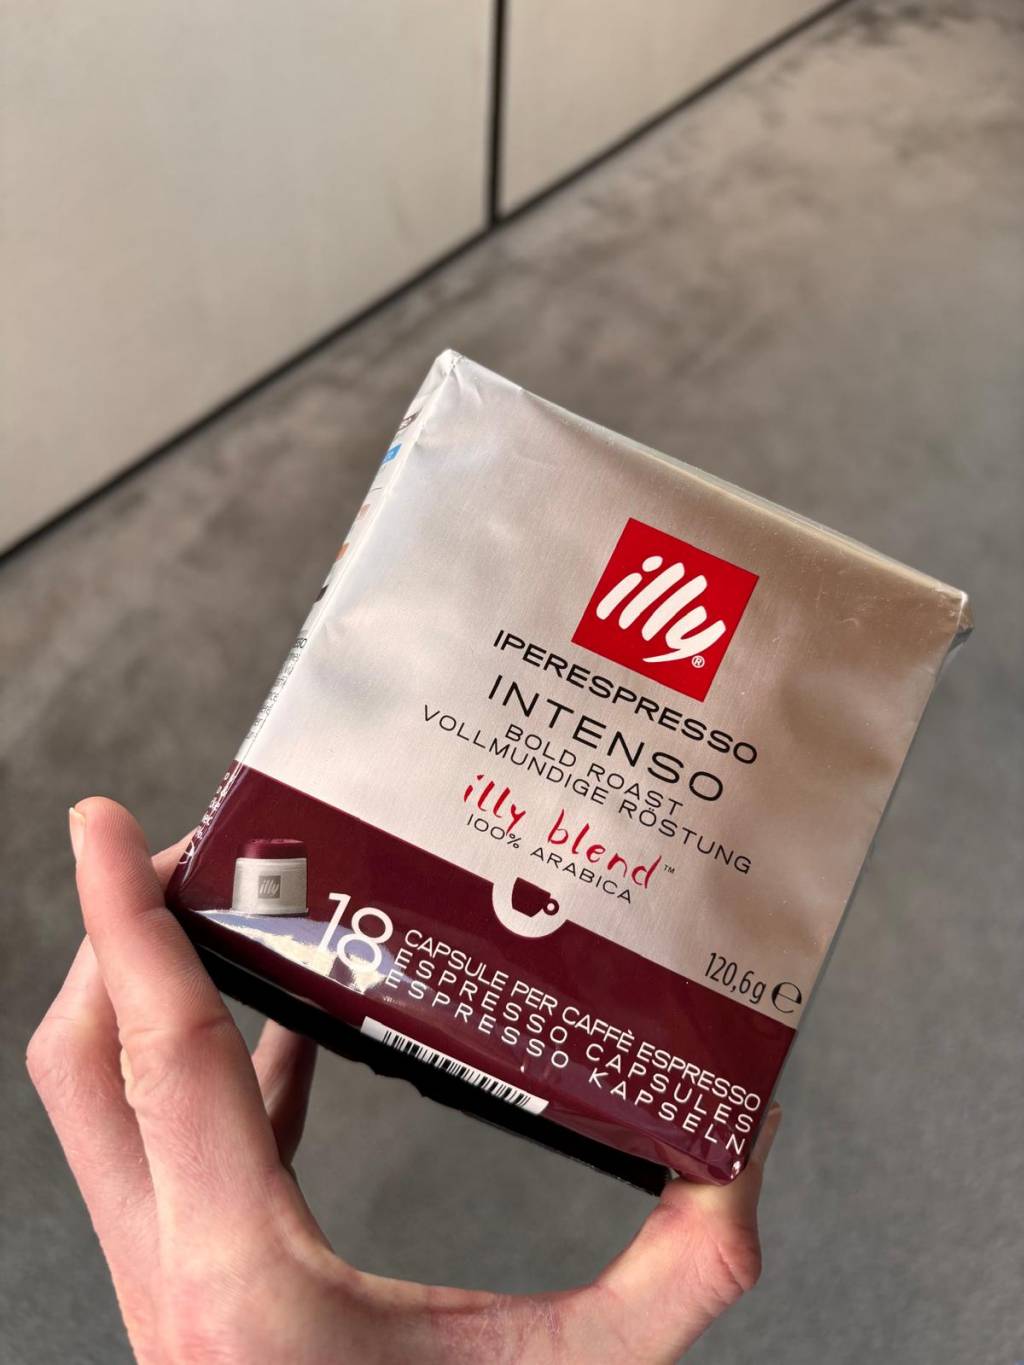 illy®
IPERESPRESSO
INTENSO
BOLD ROAST
VOLLMUNDIGE RÖSTUNG
illy blend™
100% ARABICA
120,6g ℮
illy
18
CAPSULE PER CAFFÈ ESPRESSO
ESPRESSO CAPSULES
ESPRESSO KAPSELN